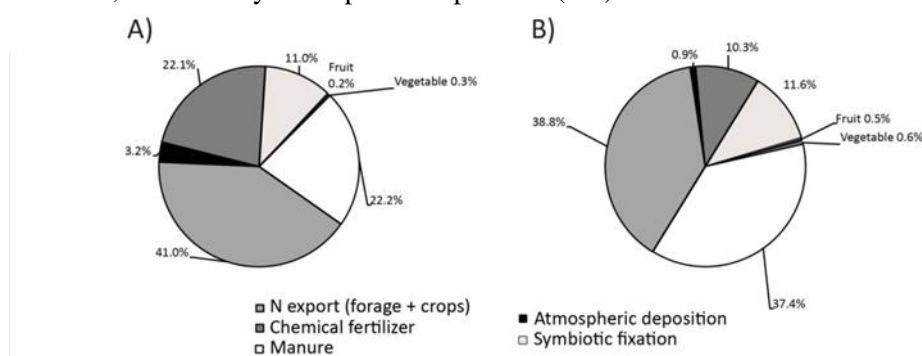 A)
22.1%
11.0%
Fruit
0.2%
Vegetable 0.3%
3.2%
22.2%
41.0%
B)
0.9%
10.3%
11.6%
38.8%
Fruit 0.5%
Vegetable 0.6%
37.4%
N export (forage + crops)
Chemical fertilizer
Manure
Atmospheric deposition
Symbiotic fixation